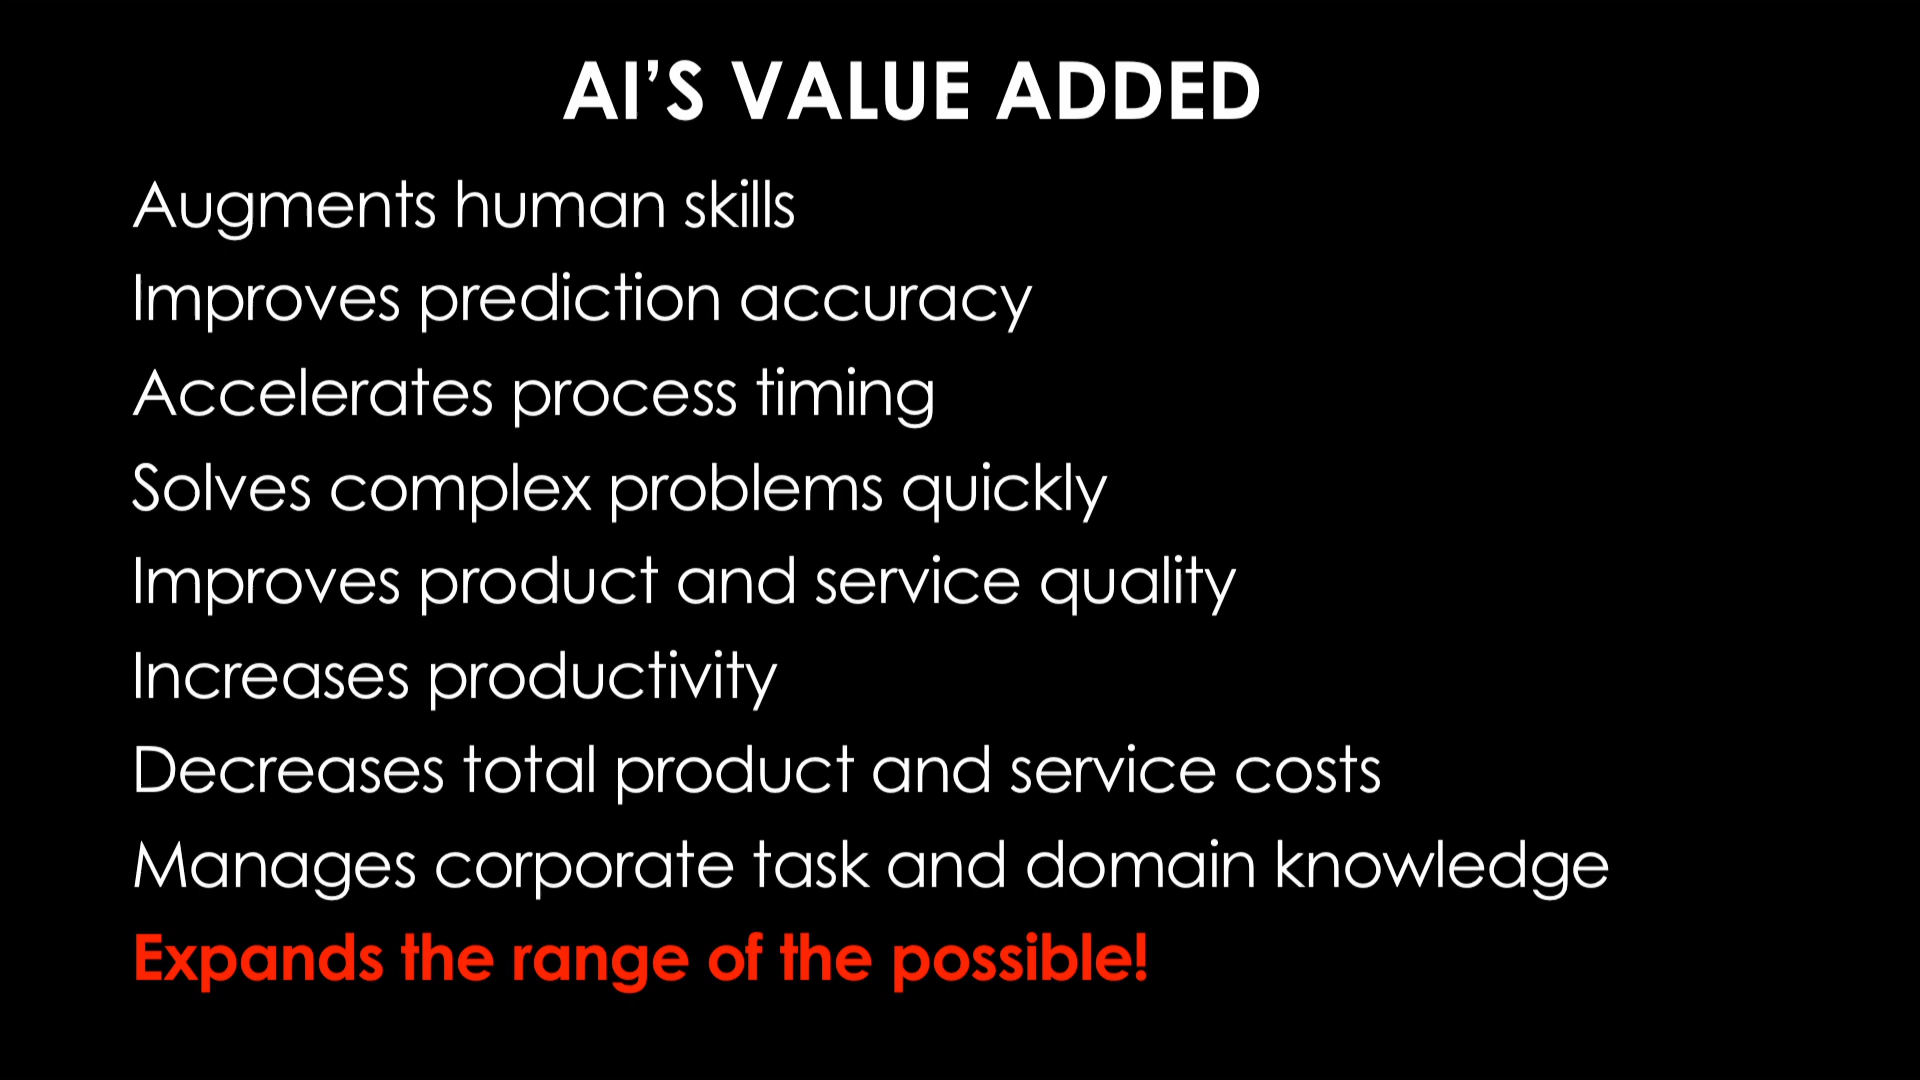 AI’S VALUE ADDED
Augments human skills
Improves prediction accuracy
Accelerates process timing
Solves complex problems quickly
Improves product and service quality
Increases productivity
Decreases total product and service costs
Manages corporate task and domain knowledge
Expands the range of the possible!